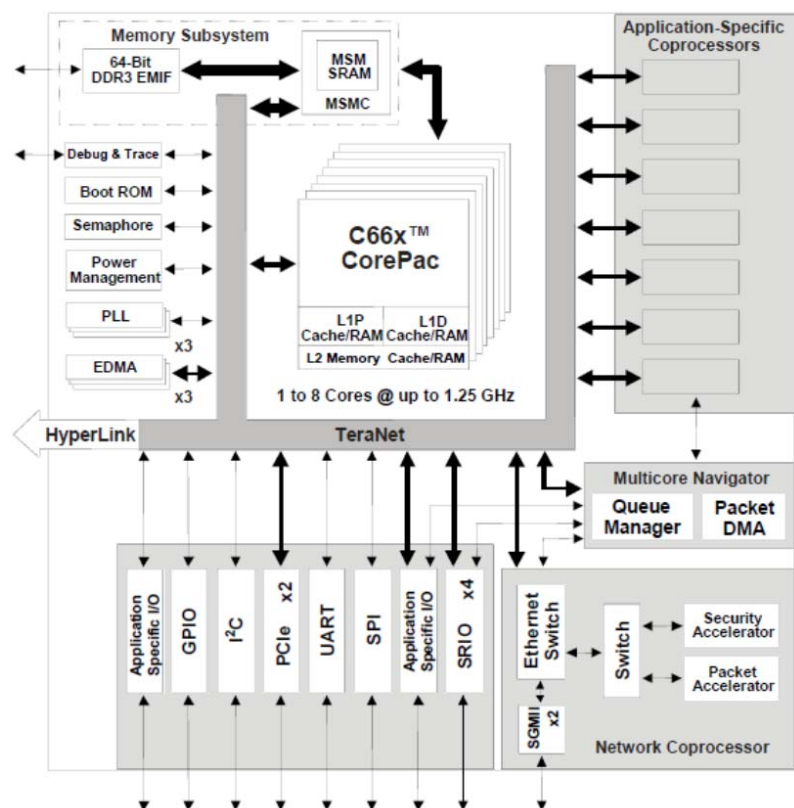 Memory Subsystem
64-Bit
DDR3 EMIF
MSM
SRAM
MSMC
Application-Specific
Coprocessors
Debug & Trace
Boot ROM
Semaphore
Power
Management
PLL
x3
EDMA
x3
C66x™
CorePac
L1P
Cache/RAM
L1D
Cache/RAM
L2 Memory Cache/RAM
1 to 8 Cores @ up to 1.25 GHz
HyperLink
TeraNet
Multicore Navigator
Queue
Manager
Packet
DMA
Application
Specific I/O
GPIO
I²C
PCIe x2
UART
SPI
Application
Specific I/O
SRIO x4
Ethernet
Switch
Switch
Security
Accelerator
Packet
Accelerator
SGMII
x2
Network Coprocessor